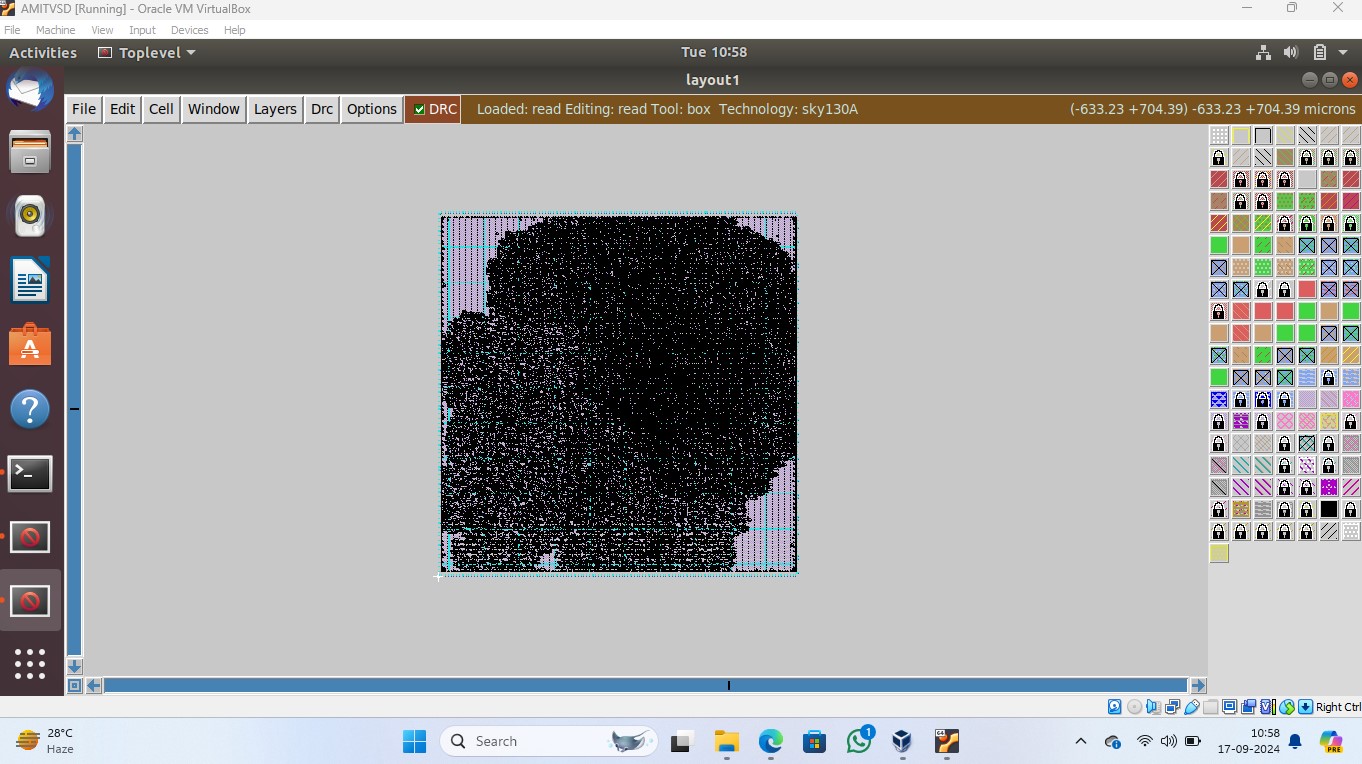 AMITVSD [Running] - Oracle VM VirtualBox
File Machine View Input Devices Help
Activities Toplevel Tue 10:58
layout1
File Edit Cell Window Layers Drc Options DRC Loaded: read Editing: read Tool: box Technology: sky130A (-633.23 +704.39) -633.23 +704.39 microns
Right Ctrl
28°C
Haze
Search
1
10:58
17-09-2024
PRE